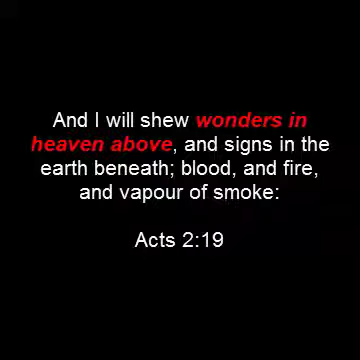 And I will shew wonders in
heaven above, and signs in the
earth beneath; blood, and fire,
and vapour of smoke:
Acts 2:19